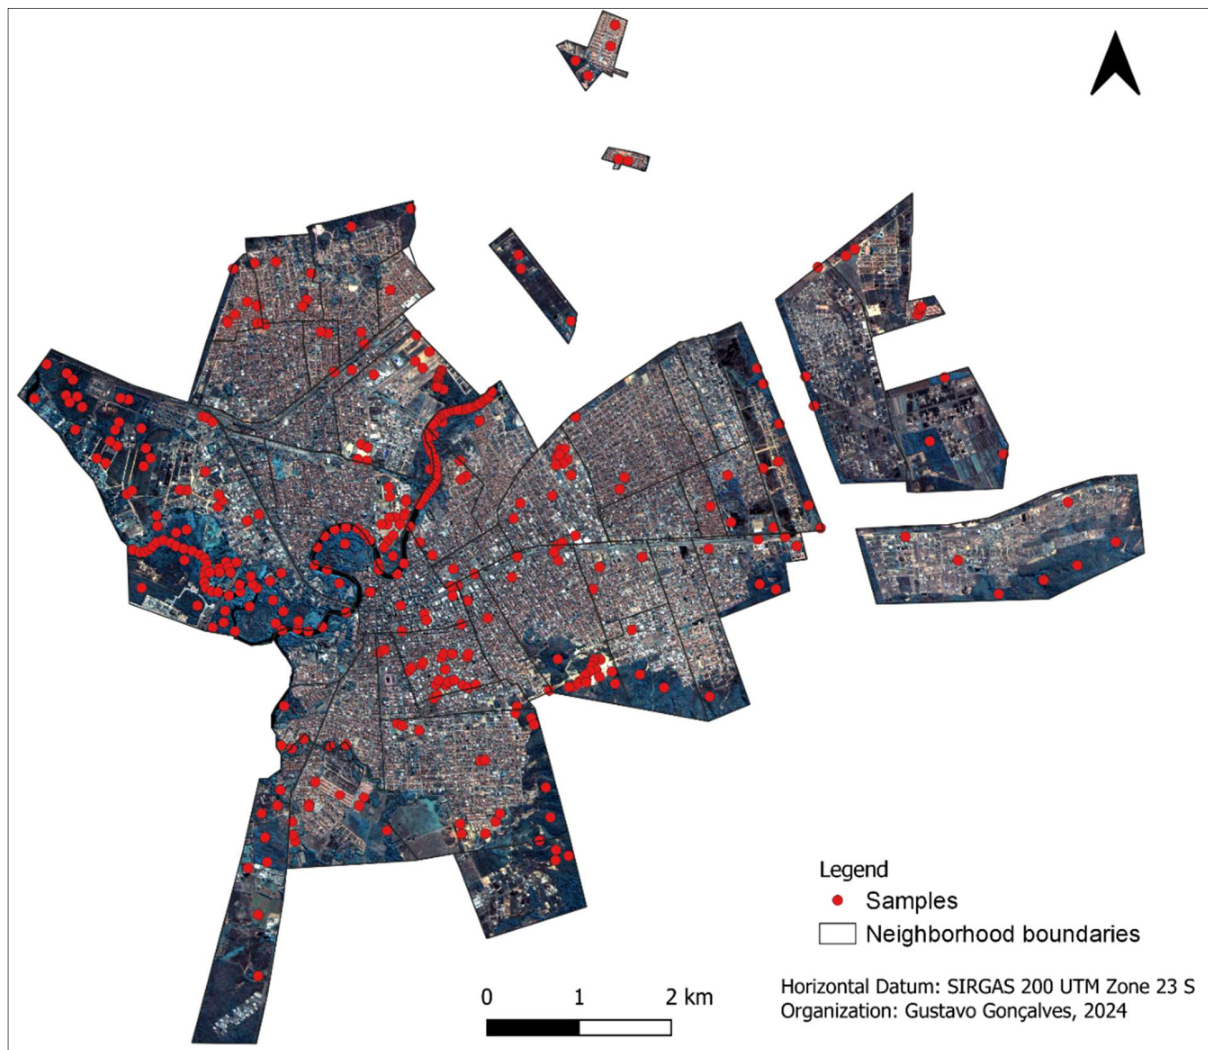 Legend
Samples
Neighborhood boundaries
0 1 2 km
Horizontal Datum: SIRGAS 200 UTM Zone 23 S
Organization: Gustavo Gonçalves, 2024